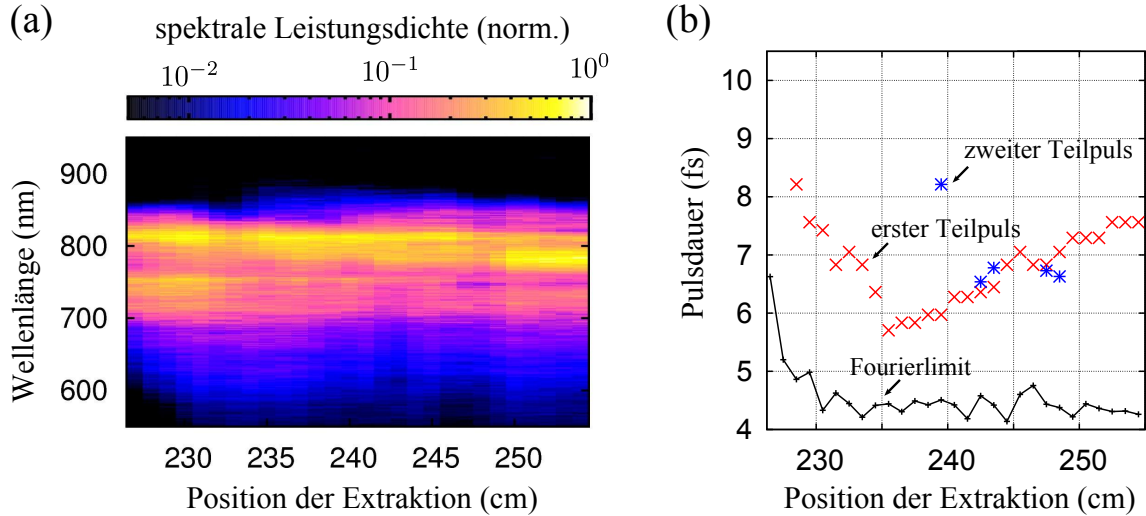 (a)
spektrale Leistungsdichte (norm.)
10^{-2} 10^{-1} 10^{0}
Wellenlänge (nm)
900
800
700
600
230 235 240 245 250
Position der Extraktion (cm)
(b)
Pulsdauer (fs)
10
9
8
7
6
5
4
zweiter Teilpuls
erster Teilpuls
Fourierlimit
230 240 250
Position der Extraktion (cm)